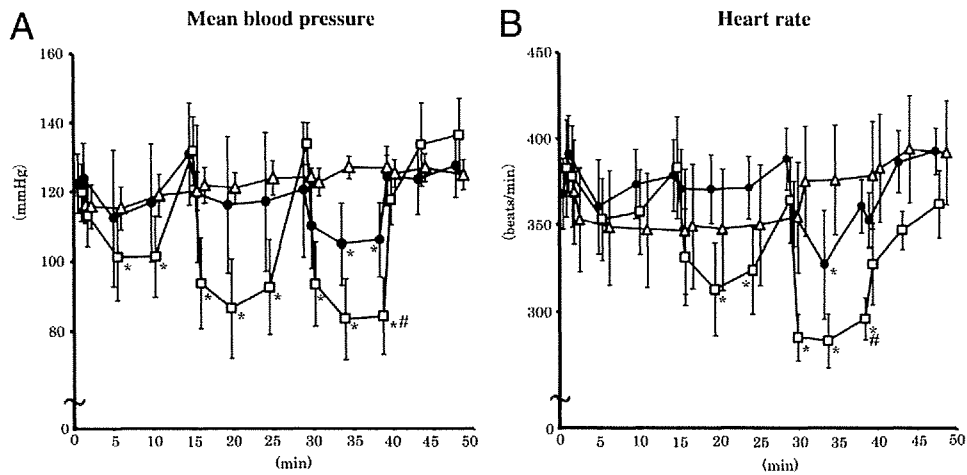 A
Mean blood pressure
160
140
120
100
80
0
(mmHg)
* * * * * * * * * *#
0 5 10 15 20 25 30 35 40 45 50
(min)
B
Heart rate
450
400
350
300
0
(beats/min)
* * * * * *
#
0 5 10 15 20 25 30 35 40 45 50
(min)